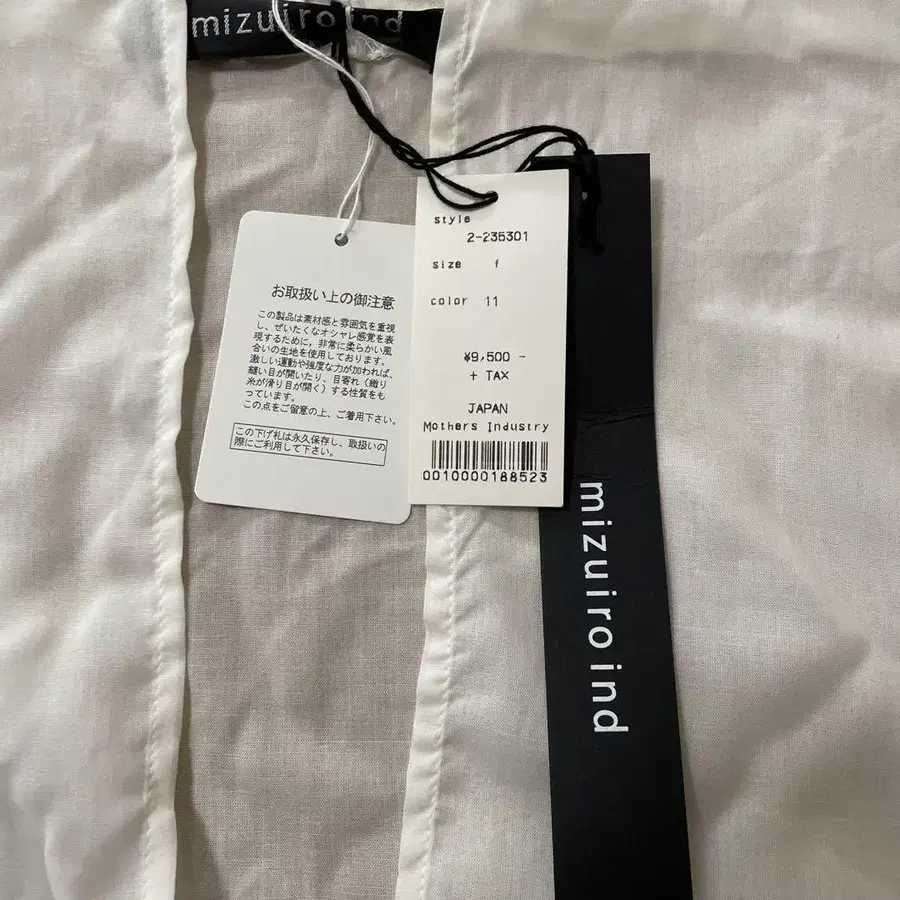 mizuiro ind
お取扱い上の御注意
この製品は素材感と雰囲気を重視
し、ぜいたくなオシャレ感覚を表
現するために、非常に柔らかい風
合いの生地を使用しております。
激しい運動や強度な力が加われば、
縫い目が開いたり、目寄れ（織り
糸が滑り目が開く）する性質をも
っています。
この点をご留意の上、ご着用下さい。
この下げ札は永久保存し、取扱いの
際にご利用して下さい。
style
2-235301
size f
color 11
¥9,500 -
+ TAX
JAPAN
Mothers Industry
0010000188523
mizuiro ind